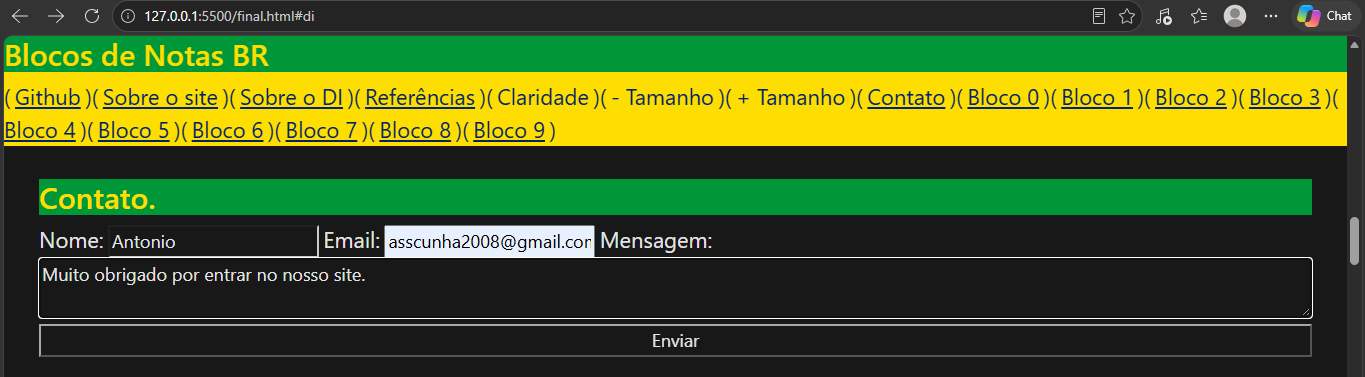 127.0.0.1:5500/final.html#di
Chat
Blocos de Notas BR
( Github )( Sobre o site )( Sobre o DI )( Referências )( Claridade )( - Tamanho )( + Tamanho )( Contato )( Bloco 0 )( Bloco 1 )( Bloco 2 )( Bloco 3 )(
Bloco 4 )( Bloco 5 )( Bloco 6 )( Bloco 7 )( Bloco 8 )( Bloco 9 )
Contato.
Nome: Antonio Email: asscunha2008@gmail.com Mensagem:
Muito obrigado por entrar no nosso site.
Enviar